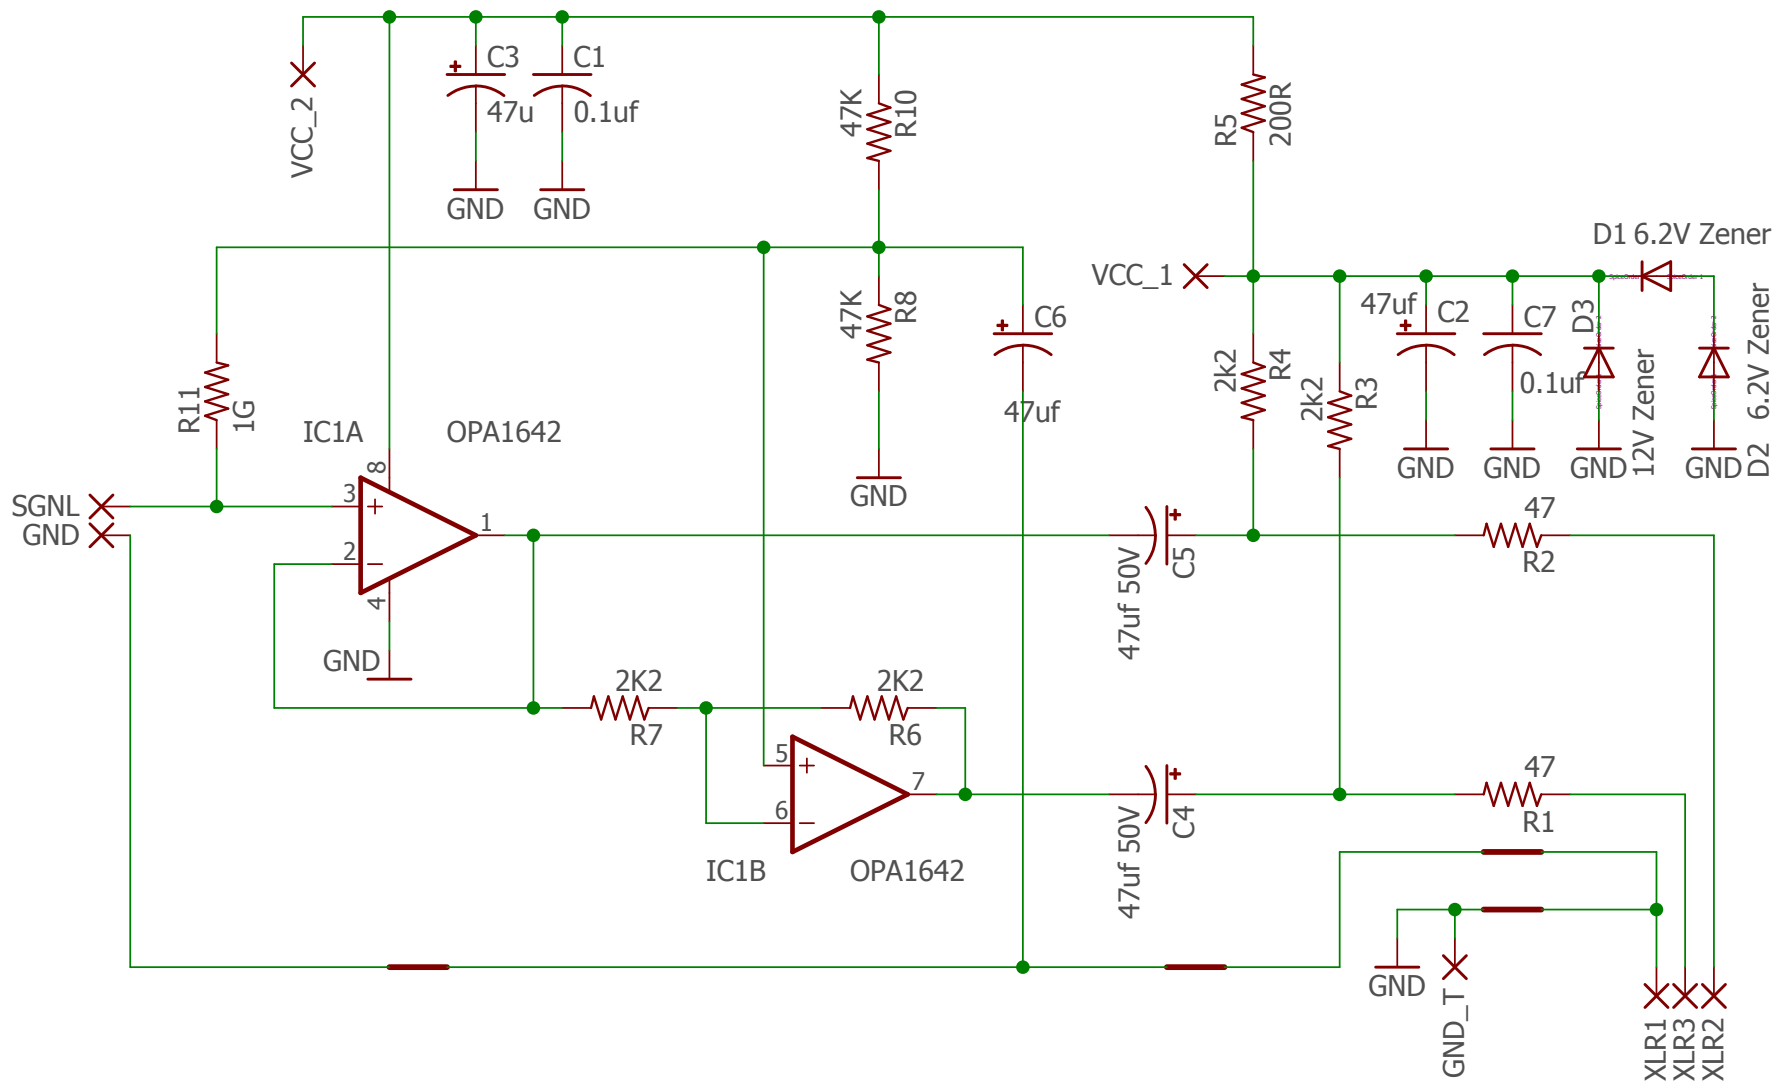 C3
47u
C1
0.1uf
VCC_2
GND
GND
47K
R10
R5
200R
D1 6.2V Zener
VCC_1
47K
R8
C6
47uf
47uf
C2
C7
0.1uf
D3
12V Zener
6.2V Zener
D2
2k2
R4
2k2
R3
R11
1G
IC1A
OPA1642
8
GND
GND
GND
GND
GND
SGNL
GND
3
1
2
4
47
R2
47uf 50V
C5
GND
2K2
R7
2K2
R6
5
7
6
47
R1
47uf 50V
C4
IC1B
OPA1642
GND
GND_T
XLR1
XLR3
XLR2